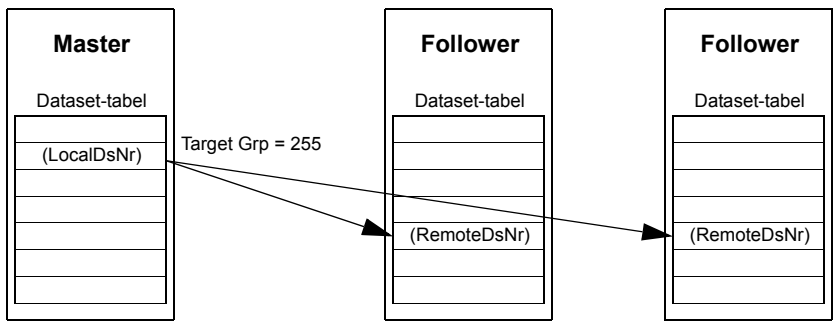 Master
Follower
Follower
Dataset-tabel
Dataset-tabel
Dataset-tabel
Target Grp = 255
(LocalDsNr)
(RemoteDsNr)
(RemoteDsNr)